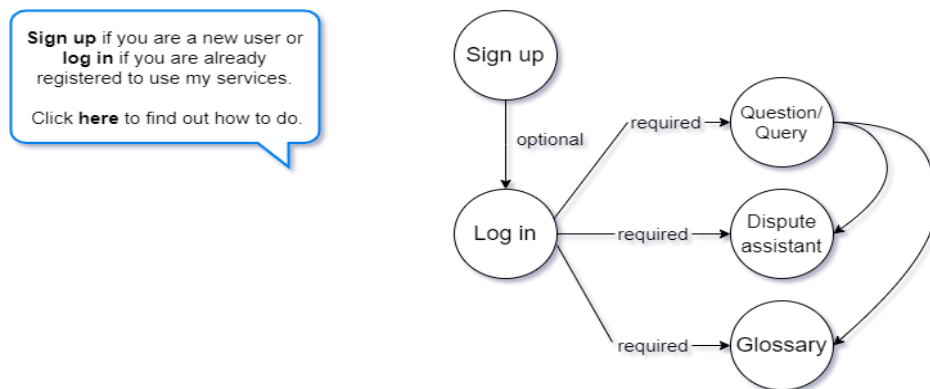 Sign up if you are a new user or
log in if you are already
registered to use my services.
Click here to find out how to do.
Sign up
optional
Log in
required
Question/
Query
required
Dispute
assistant
required
Glossary